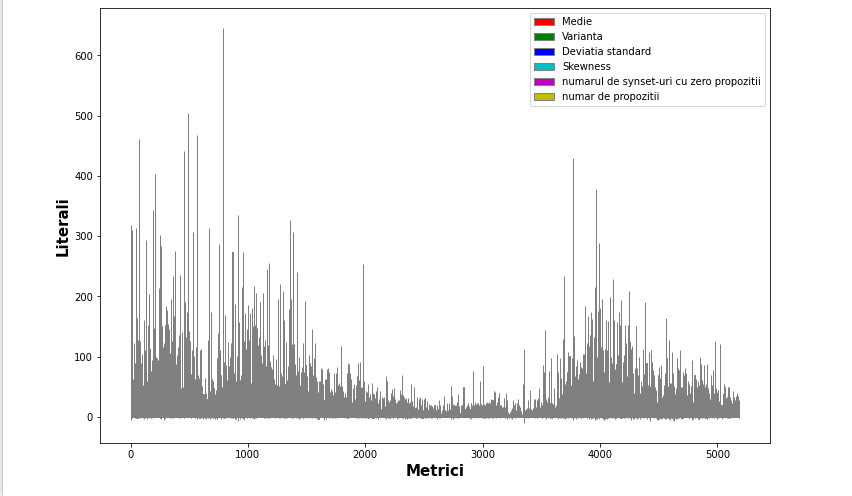 Medie
Varianta
Deviatia standard
Skewness
numarul de synset-uri cu zero propozitii
numar de propozitii
600
500
400
300
200
100
0
Literali
0 1000 2000 3000 4000 5000
Metrici